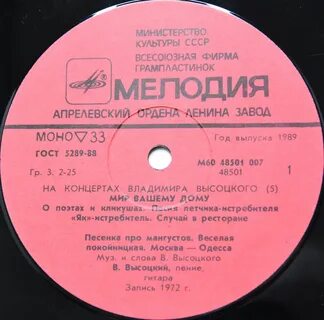 МИНИСТЕРСТВО
КУЛЬТУРЫ СССР
ВСЕСОЮЗНАЯ ФИРМА
ГРАМПЛАСТИНОК
МЕЛОДИЯ
АПРЕЛЕВСКИЙ ОРДЕНА ЛЕНИНА ЗАВОД
МОНО ▽ 33
Год выпуска 1989
ГОСТ 5289-88
М60 48501 007
Гр. 3. 2-25
48501
1
НА КОНЦЕРТАХ ВЛАДИМИРА ВЫСОЦКОГО (5)
МИР ВАШЕМУ ДОМУ
О поэтах и кликушах. Песня летчика-истребителя
«Як»-истребитель. Случай в ресторане
Песенка про мангустов. Веселая
покойницкая. Москва — Одесса
Муз. и слова В. Высоцкого
В. Высоцкий, пение,
гитара
Запись 1972 г.